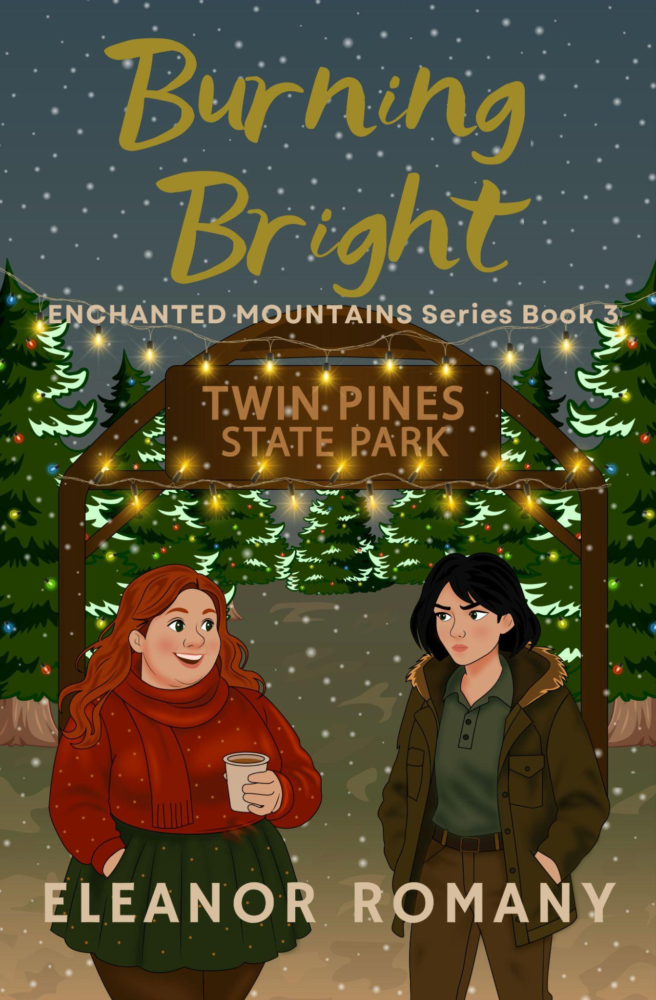 Burning
Bright
ENCHANTED MOUNTAINS Series Book 3
TWIN PINES
STATE PARK
ELEANOR ROMANY